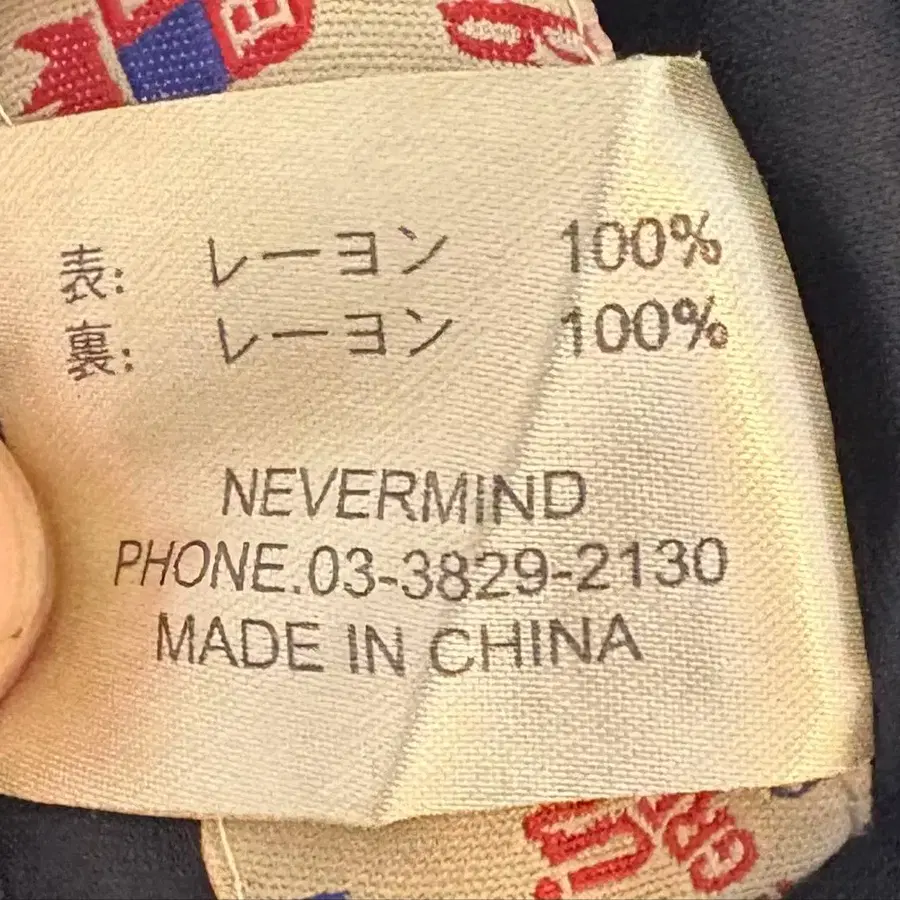 表: レーヨン 100%
裏: レーヨン 100%
NEVERMIND
PHONE.03-3829-2130
MADE IN CHINA